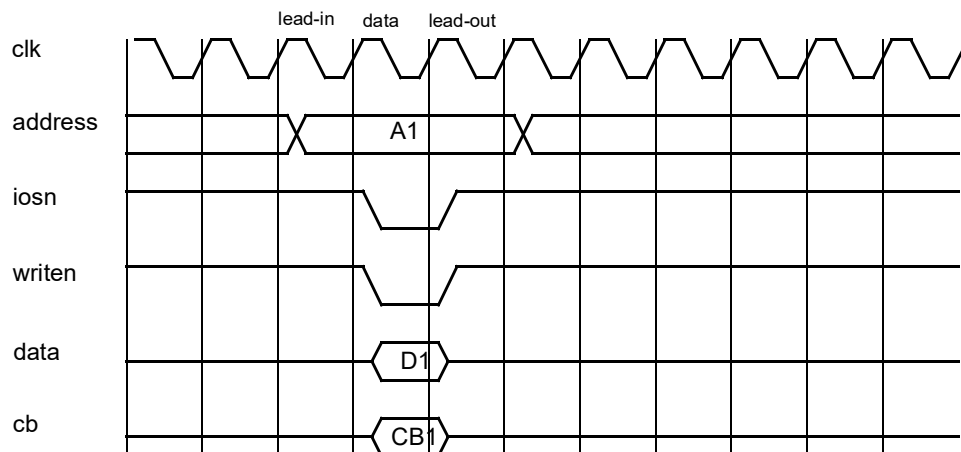 lead-in data lead-out
clk
address A1
iosn
writen
data D1
cb CB1